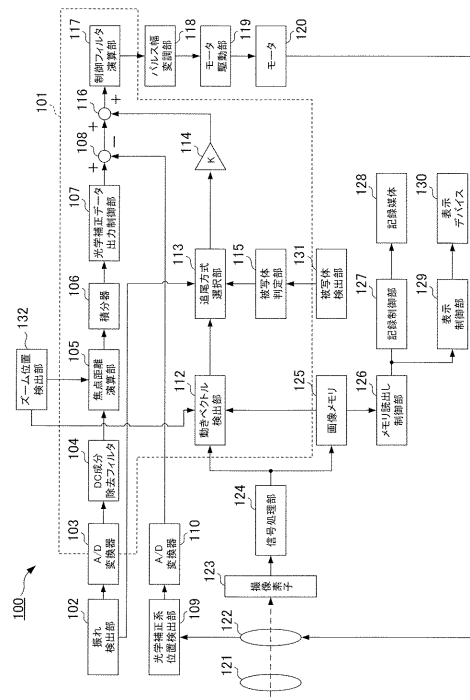 100
101
132
ズーム位置
検出部
102
振れ
検出部
103
A/D
変換器
104
DC成分
除去フィルタ
105
焦点距離
演算部
106
積分器
107
光学補正データ
出力制御部
108
+
−
116
+
+
117
制御フィルタ
演算部
118
パルス幅
変調部
119
モータ
駆動部
120
モータ
109
光学補正系
位置検出部
110
A/D
変換器
112
動きベクトル
検出部
113
追尾方式
選択部
114
K
115
被写体
判定部
131
被写体
検出部
121
122
123
撮像素子
124
信号処理部
125
画像メモリ
126
メモリ読出し
制御部
127
記録制御部
128
記録媒体
129
表示
制御部
130
表示
デバイス